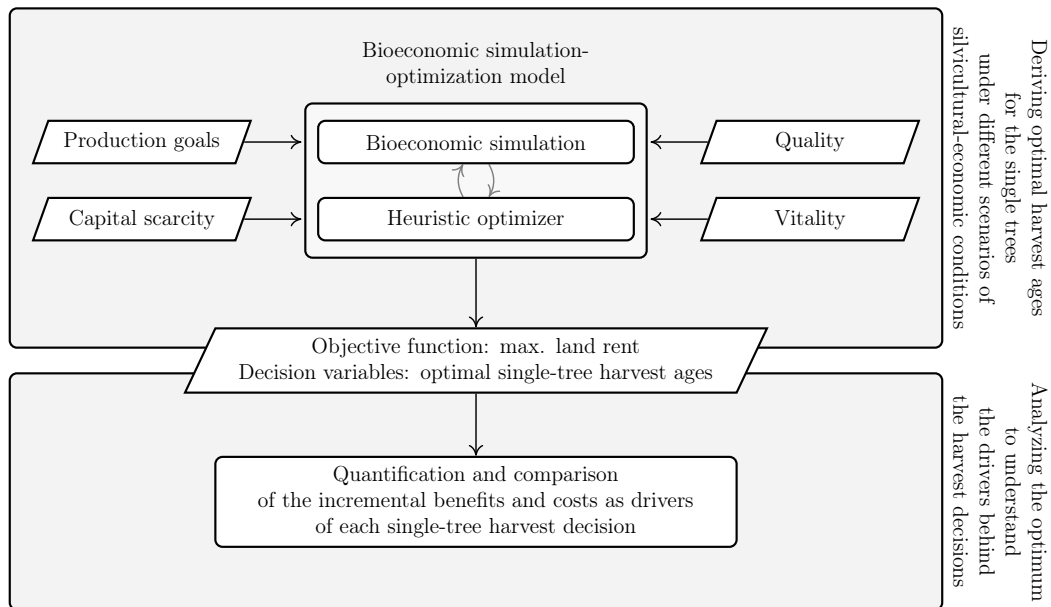 Bioeconomic simulation-
optimization model
Production goals
Bioeconomic simulation
Quality
Capital scarcity
Heuristic optimizer
Vitality
Deriving optimal harvest ages
for the single trees
under different scenarios of
silvicultural-economic conditions
Objective function: max. land rent
Decision variables: optimal single-tree harvest ages
Quantification and comparison
of the incremental benefits and costs as drivers
of each single-tree harvest decision
Analyzing the optimum
to understand
the drivers behind
the harvest decisions